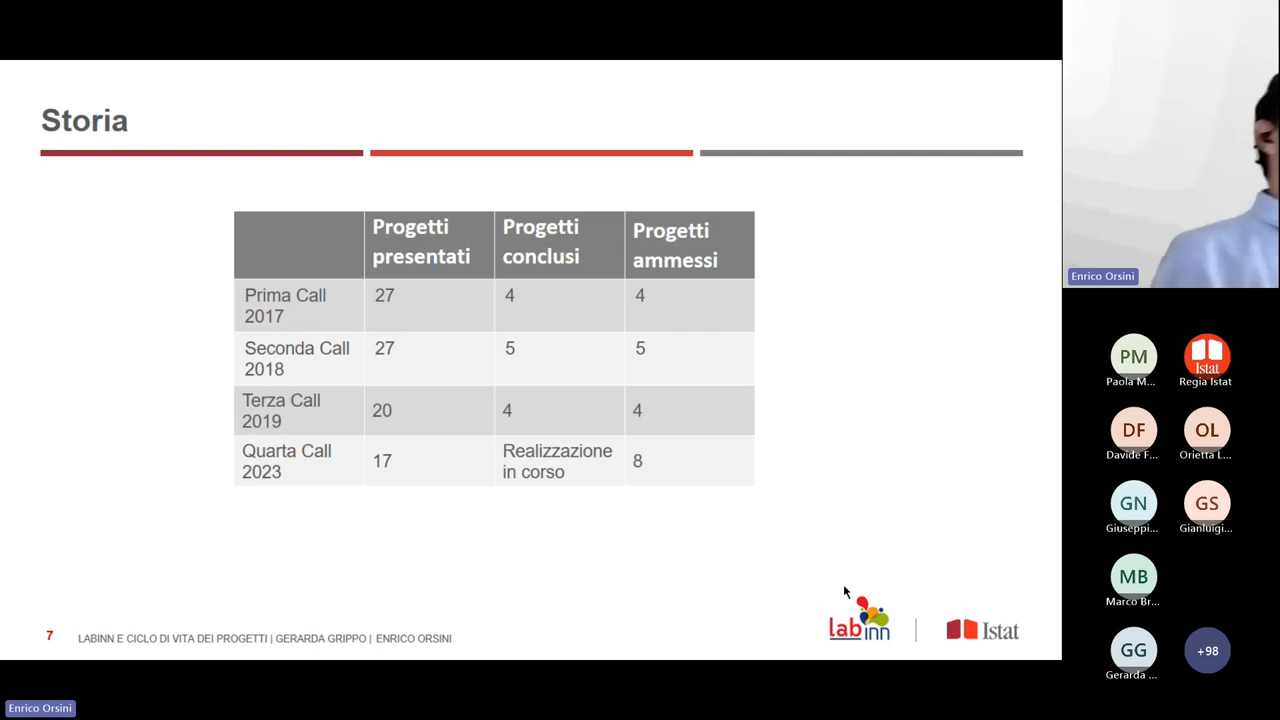 Storia
Progetti presentati
Progetti conclusi
Progetti ammessi
Prima Call 2017
27
4
4
Seconda Call 2018
27
5
5
Terza Call 2019
20
4
4
Quarta Call 2023
17
Realizzazione in corso
8
7
LABINN E CICLO DI VITA DEI PROGETTI | GERARDA GRIPPO | ENRICO ORSINI
labinn
Istat
Enrico Orsini
PM
Paola M...
Istat
Regia Istat
DF
Davide F...
OL
Orietta L...
GN
Giuseppi...
GS
Gianluigi...
MB
Marco Br...
GG
Gerarda ...
+98
Enrico Orsini